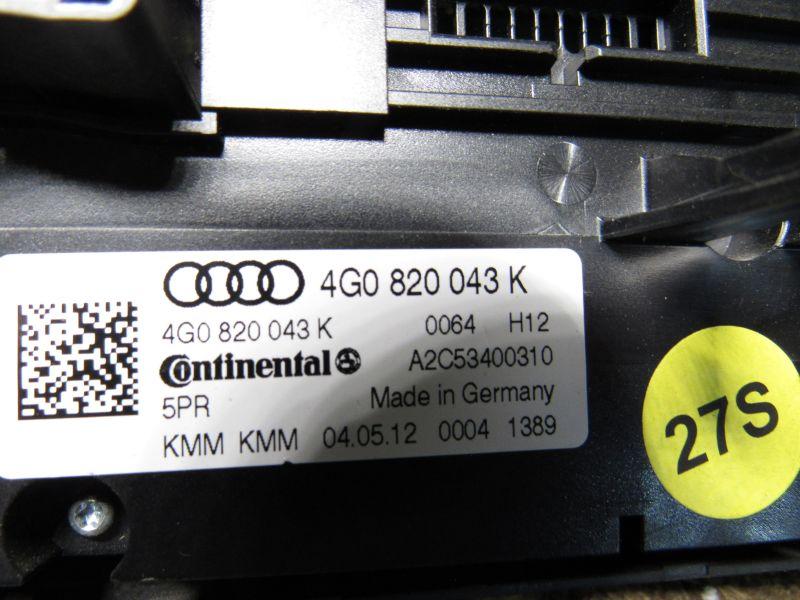 4G0 820 043 K
4G0 820 043 K 0064 H12
Continental A2C53400310
5PR Made in Germany
KMM KMM 04.05.12 0004 1389
27S